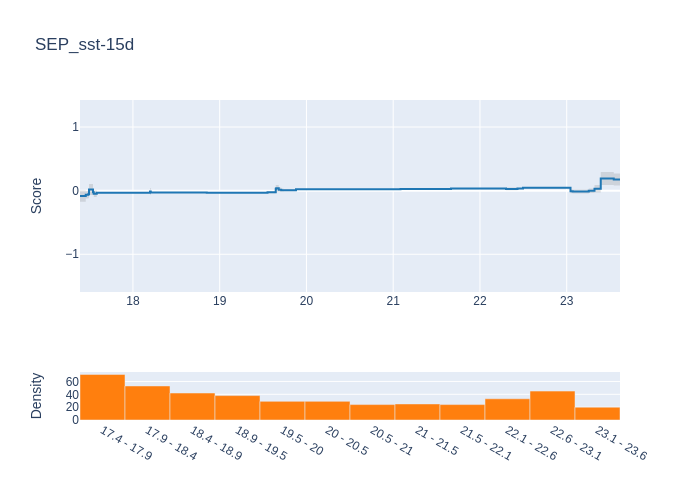 SEP_sst-15d
Score
1
0
−1
18 19 20 21 22 23
Density
60
40
20
0
17.4 - 17.9
17.9 - 18.4
18.4 - 18.9
18.9 - 19.5
19.5 - 20
20 - 20.5
20.5 - 21
21 - 21.5
21.5 - 22.1
22.1 - 22.6
22.6 - 23.1
23.1 - 23.6